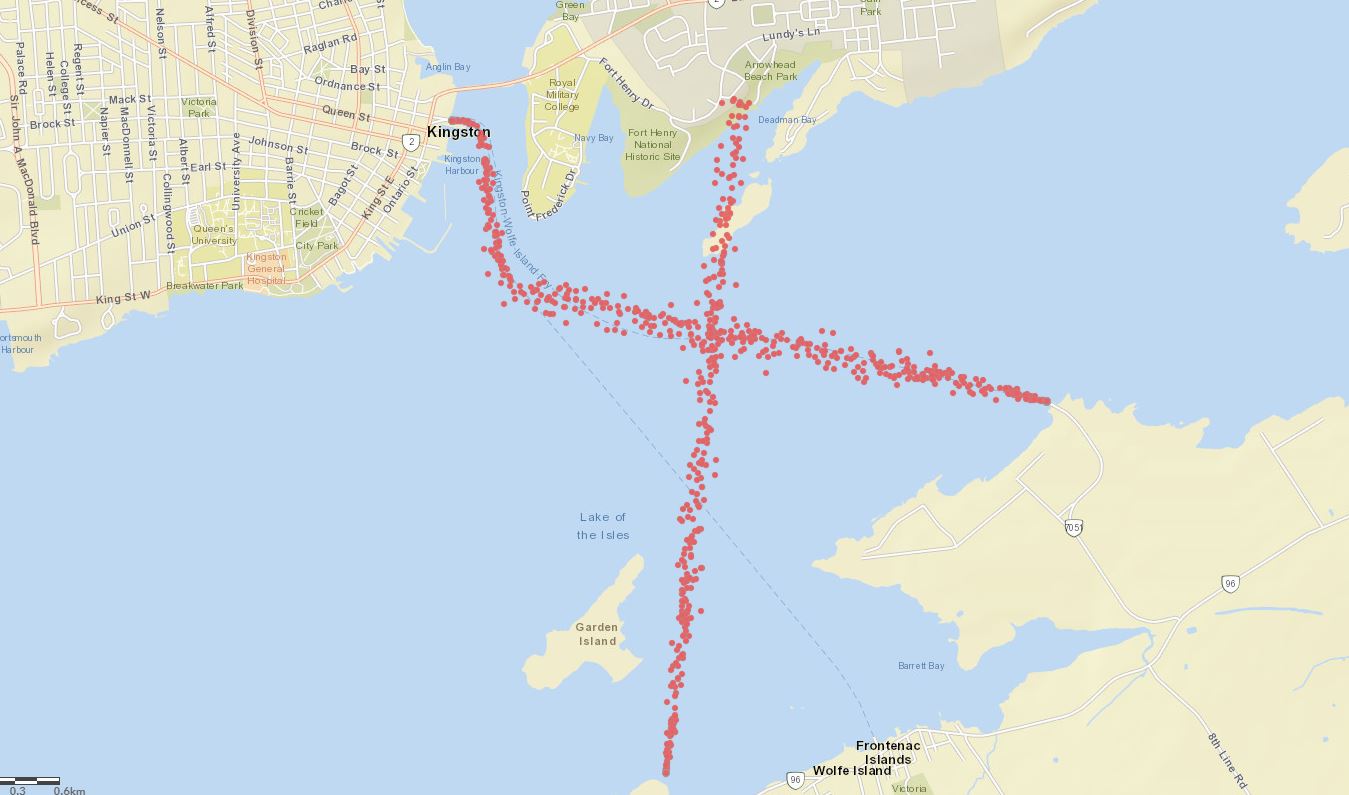 Princess St
Charles
Nelson St
Alfred St
Division St
Green
Bay
2
Park
Raglan Rd
Lundy's Ln
Palace Rd
Helen St
Regent St
College St
Anglin Bay
Bay St
Ordnance St
Fort Henry Dr
Arrowhead
Beach Park
Royal
Military
College
Mack St
Victoria
Park
Queen St
Brock St
Napier St
MacDonnell St
Victoria St
Albert St
University Ave
Johnson St
Brock St
2
Kingston
Navy Bay
Fort Henry
National
Historic Site
Deadman Bay
Sir John A MacDonald Blvd
Earl St
Kingston
Harbour
Collingwood St
Barrie St
Bagot St
King St E
Ontario St
Point Frederick Dr
Kingston-Wolfe Island Fry
Union St
Queen's
University
Cricket
Field
City Park
Kingston
General
Hospital
Breakwater Park
King St W
ortsmouth
Harbour
Lake of
the Isles
7051
96
Garden
Island
Barrett Bay
Frontenac
Islands
Wolfe Island
96
Victoria
8th Line Rd
0.3
0.6km